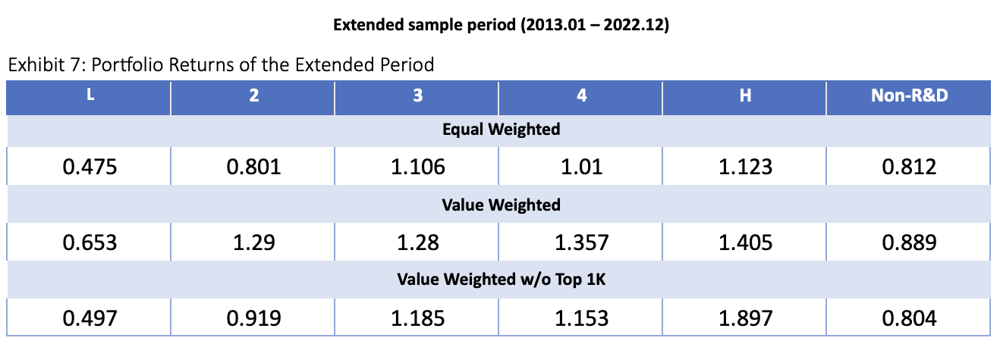 Extended sample period (2013.01 – 2022.12)
Exhibit 7: Portfolio Returns of the Extended Period
L 2 3 4 H Non-R&D
Equal Weighted
0.475 0.801 1.106 1.01 1.123 0.812
Value Weighted
0.653 1.29 1.28 1.357 1.405 0.889
Value Weighted w/o Top 1K
0.497 0.919 1.185 1.153 1.897 0.804